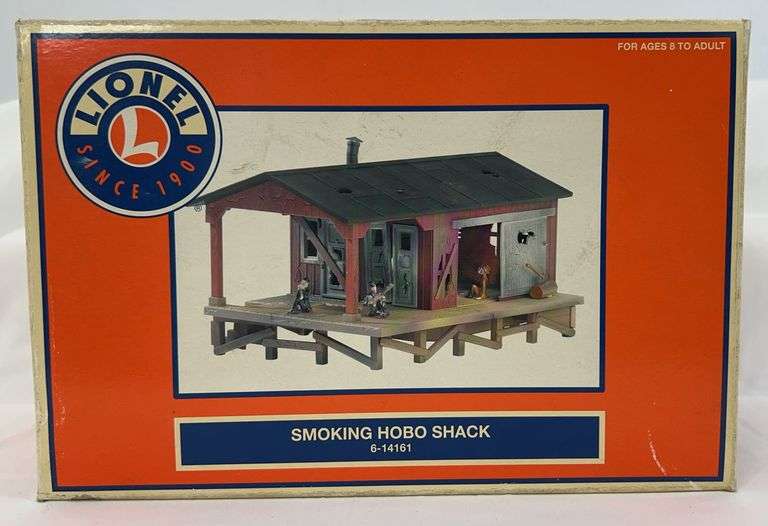 FOR AGES 8 TO ADULT
LIONEL
L
SINCE 1900
®
SMOKING HOBO SHACK
6-14161